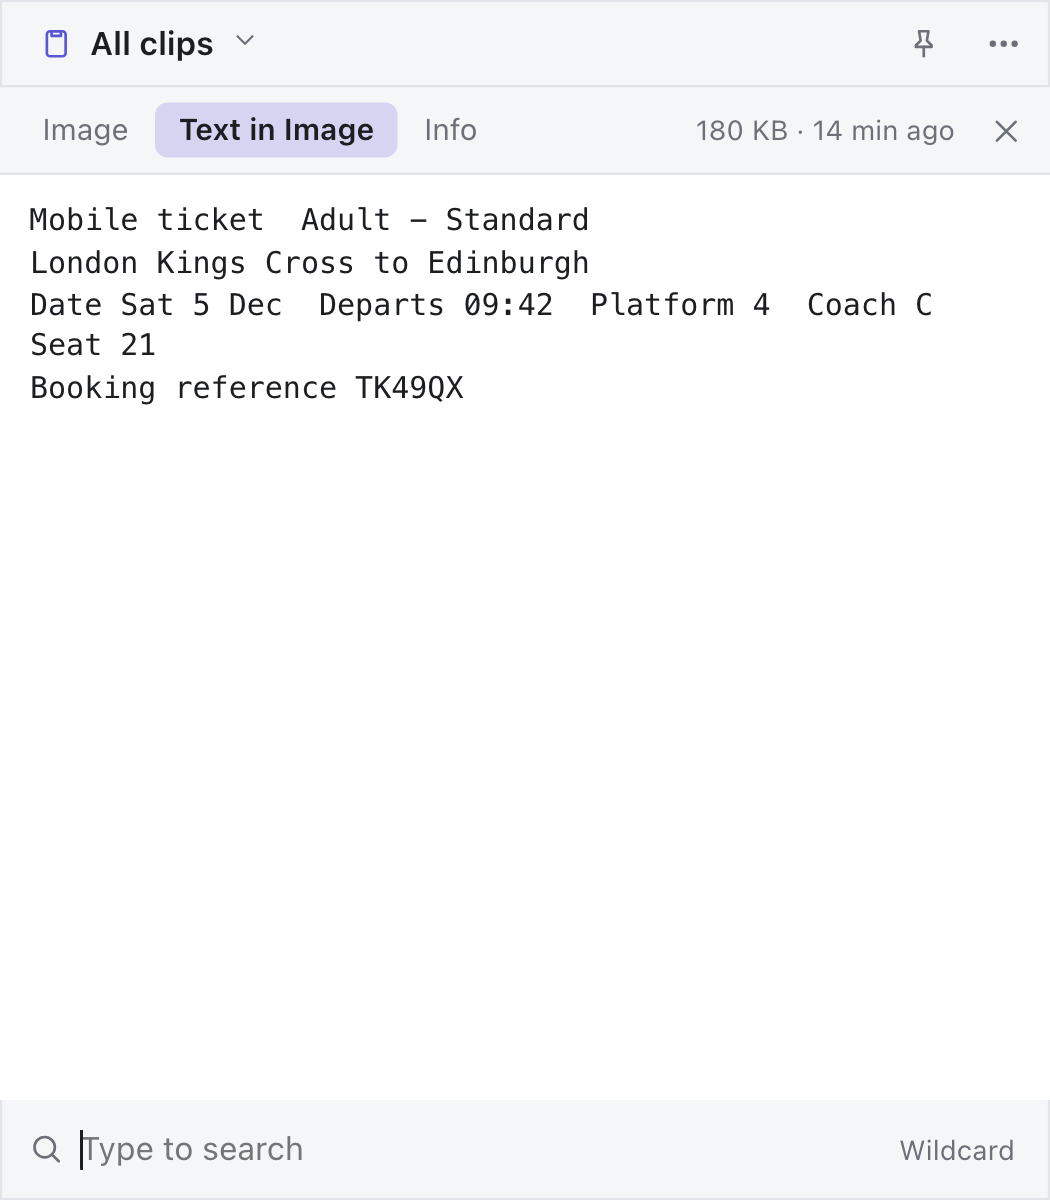 All clips
Image Text in Image Info 180 KB · 14 min ago
Mobile ticket  Adult – Standard
London Kings Cross to Edinburgh
Date Sat 5 Dec  Departs 09:42  Platform 4  Coach C
Seat 21
Booking reference TK49QX
Type to search Wildcard